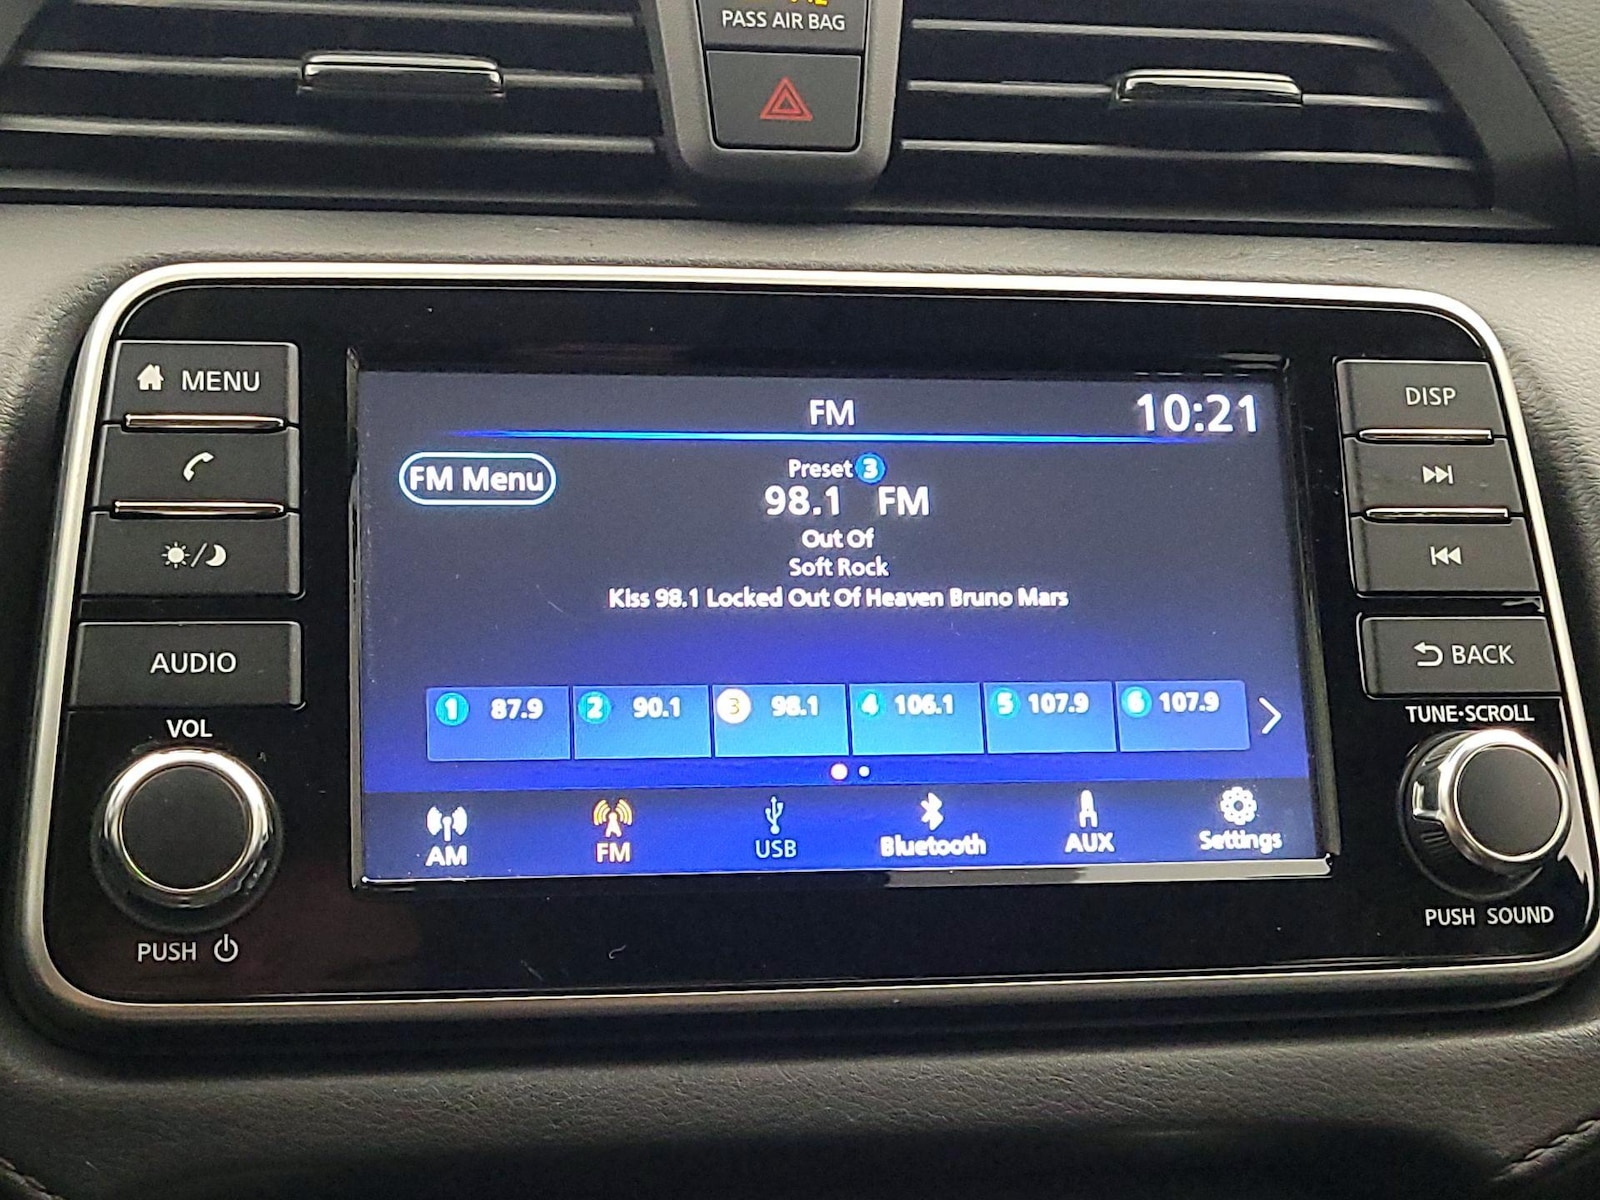 PASS AIR BAG
MENU
AUDIO
VOL
PUSH
FM
10:21
FM Menu
Preset 3
98.1 FM
Out Of
Soft Rock
Kiss 98.1 Locked Out Of Heaven Bruno Mars
1 87.9 2 90.1 3 98.1 4 106.1 5 107.9 6 107.9
AM FM USB Bluetooth AUX Settings
DISP
BACK
TUNE·SCROLL
PUSH SOUND